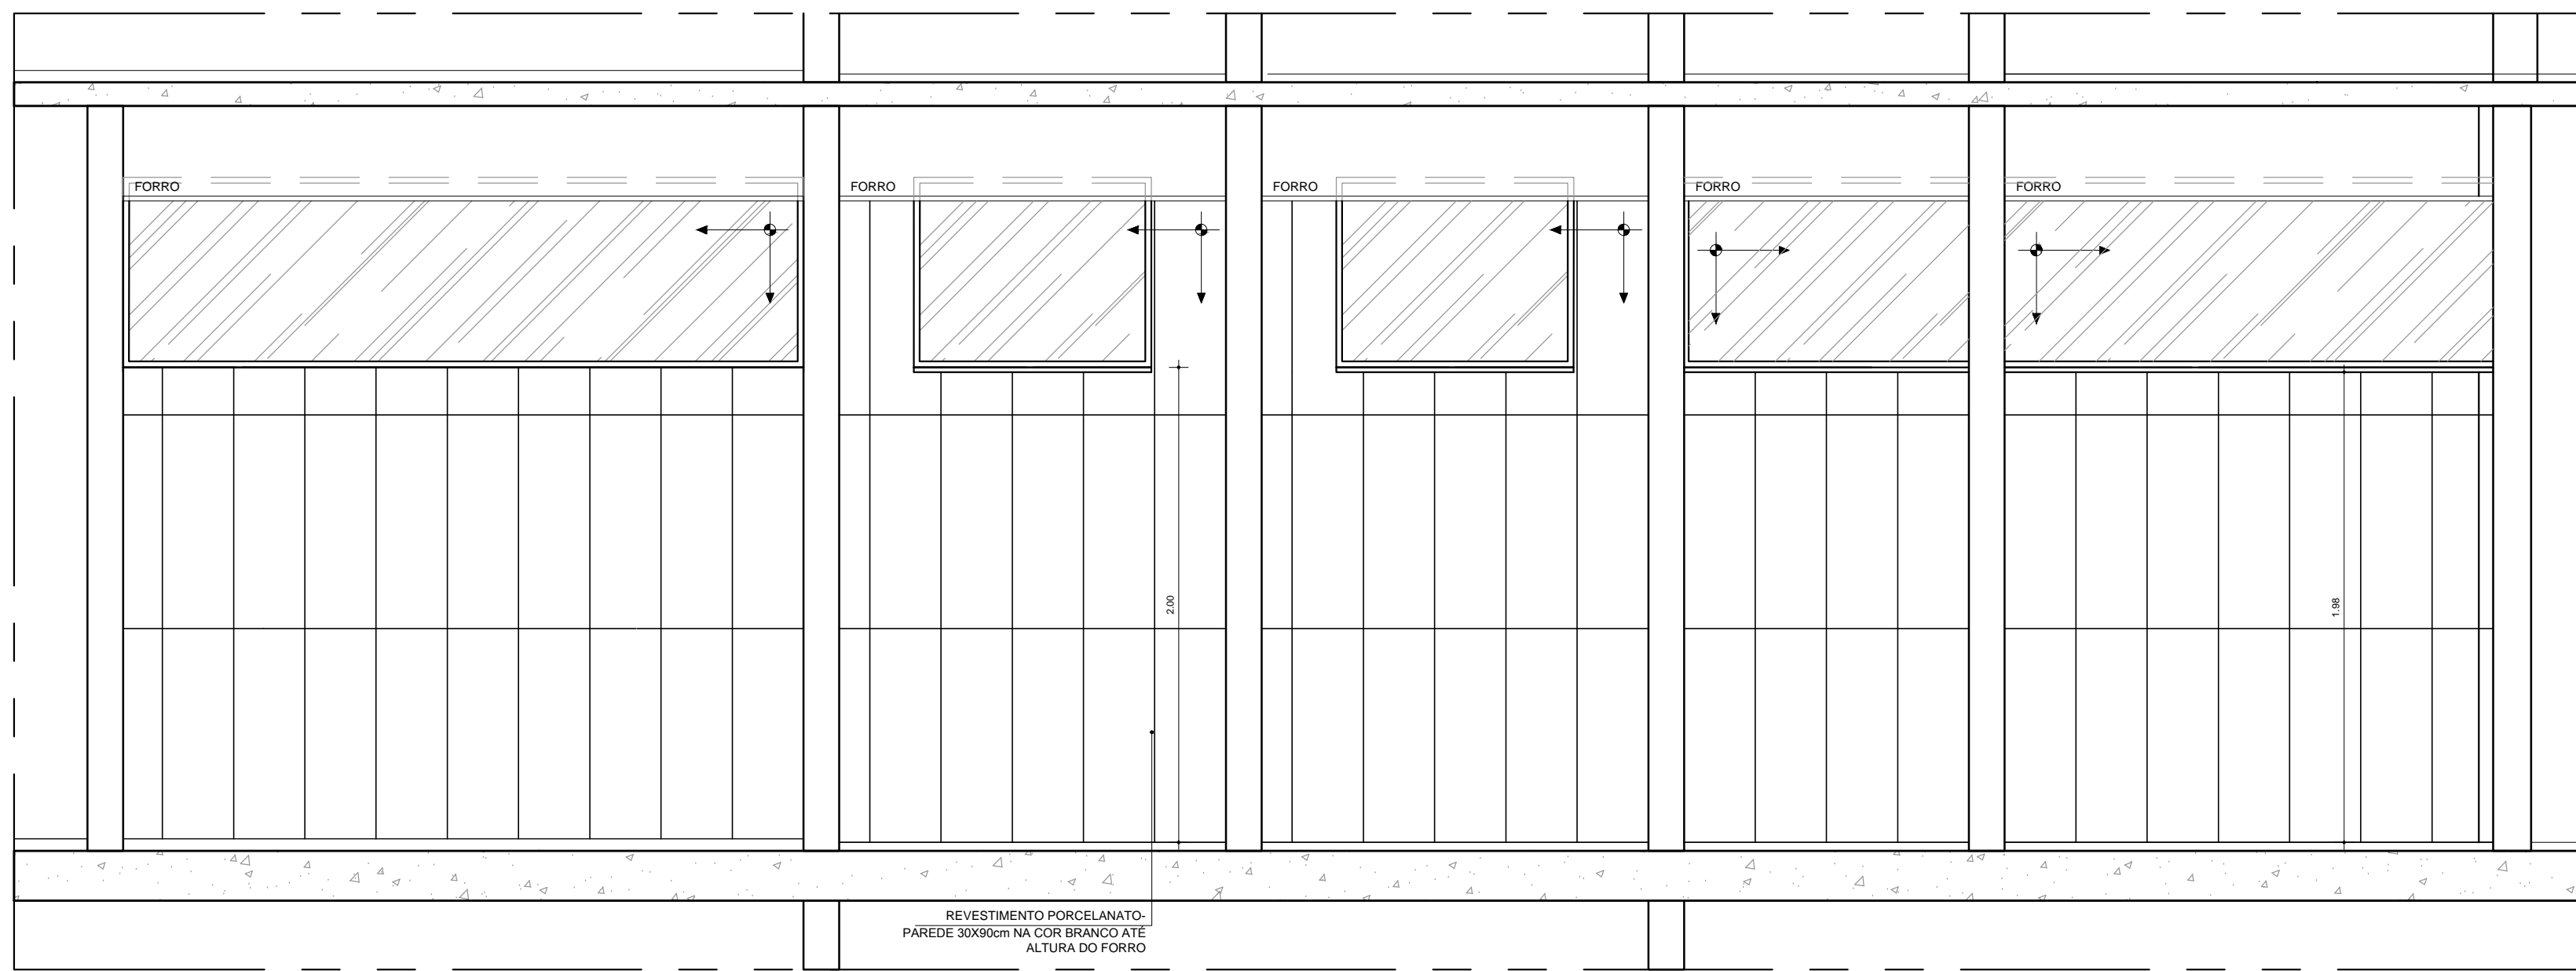 FORRO
FORRO
FORRO
FORRO
FORRO
2.00
1.98
REVESTIMENTO PORCELANATO-
PAREDE 30X90cm NA COR BRANCO ATÉ
ALTURA DO FORRO